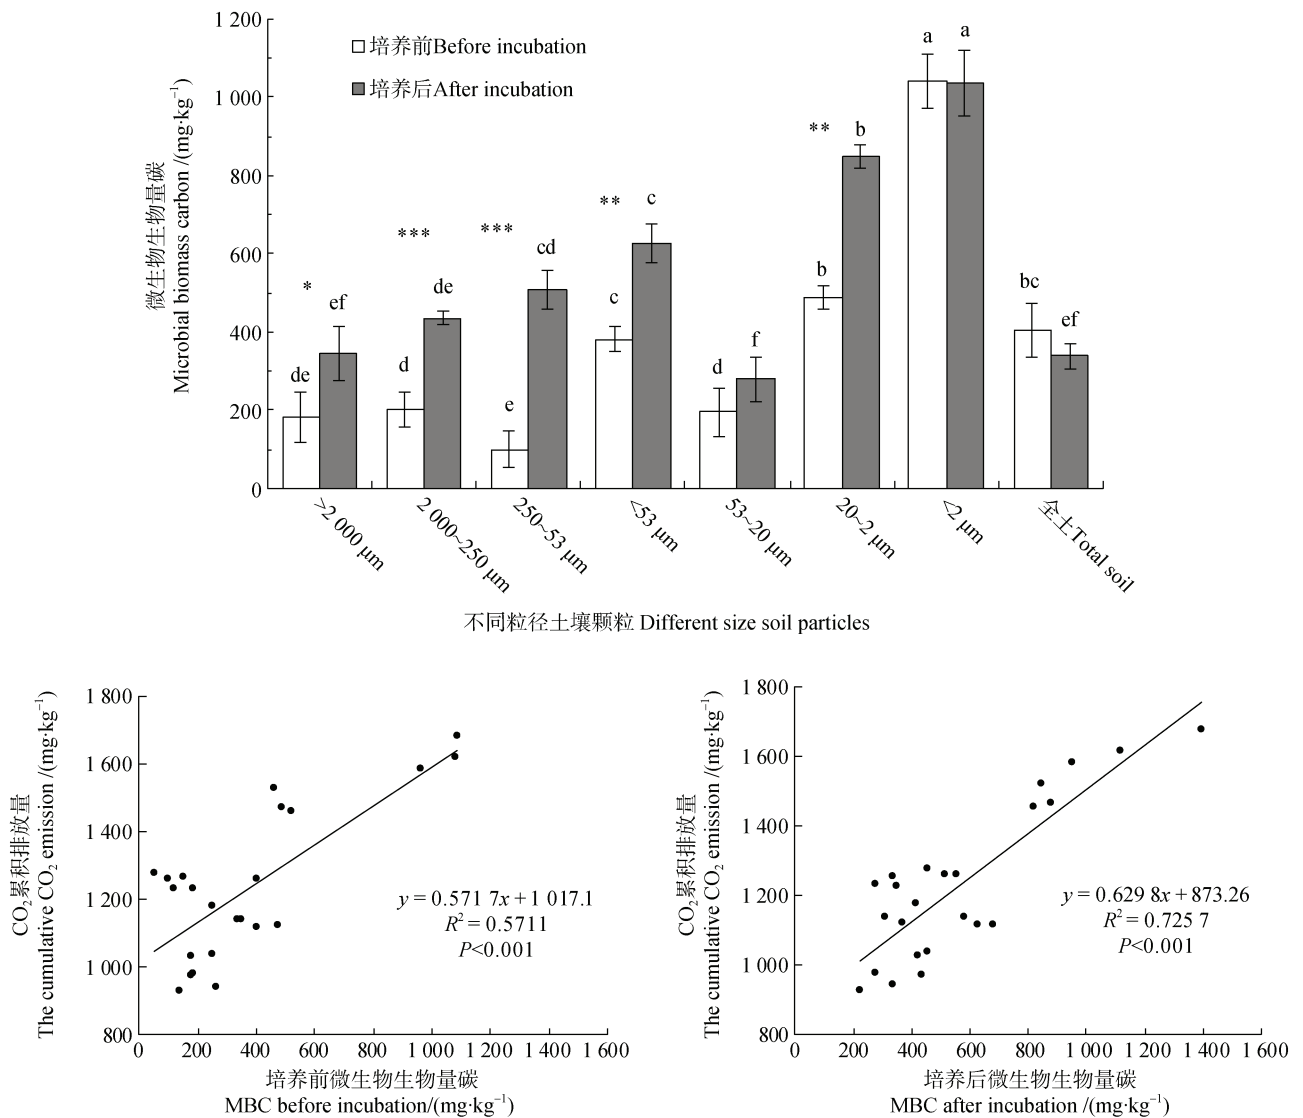 1 200
1 000
800
600
400
200
0
微生物生物量碳
Microbial biomass carbon /(mg·kg⁻¹)
培养前Before incubation
培养后After incubation
* *** *** ** **
de ef d de e cd c c d f b b a a bc ef
>2 000 μm
2 000~250 μm
250~53 μm
<53 μm
53~20 μm
20~2 μm
<2 μm
全土Total soil
不同粒径土壤颗粒 Different size soil particles
CO₂累积排放量
The cumulative CO₂ emission /(mg·kg⁻¹)
1 800
1 600
1 400
1 200
1 000
800
y = 0.571 7x + 1 017.1
R² = 0.5711
P<0.001
0 200 400 600 800 1 000 1 200 1 400 1 600
培养前微生物生物量碳
MBC before incubation/(mg·kg⁻¹)
CO₂累积排放量
The cumulative CO₂ emission /(mg·kg⁻¹)
1 800
1 600
1 400
1 200
1 000
800
y = 0.629 8x + 873.26
R² = 0.725 7
P<0.001
0 200 400 600 800 1 000 1 200 1 400 1 600
培养后微生物生物量碳
MBC after incubation /(mg·kg⁻¹)